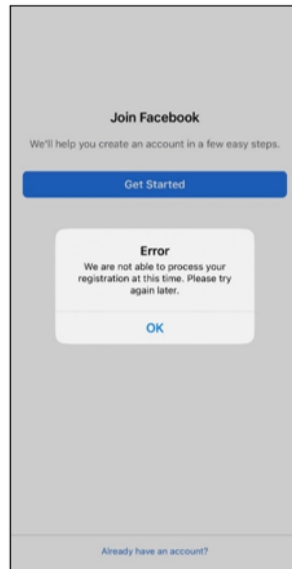 Join Facebook
We'll help you create an account in a few easy steps.
Get Started
Error
We are not able to process your
registration at this time. Please try
again later.
OK
Already have an account?